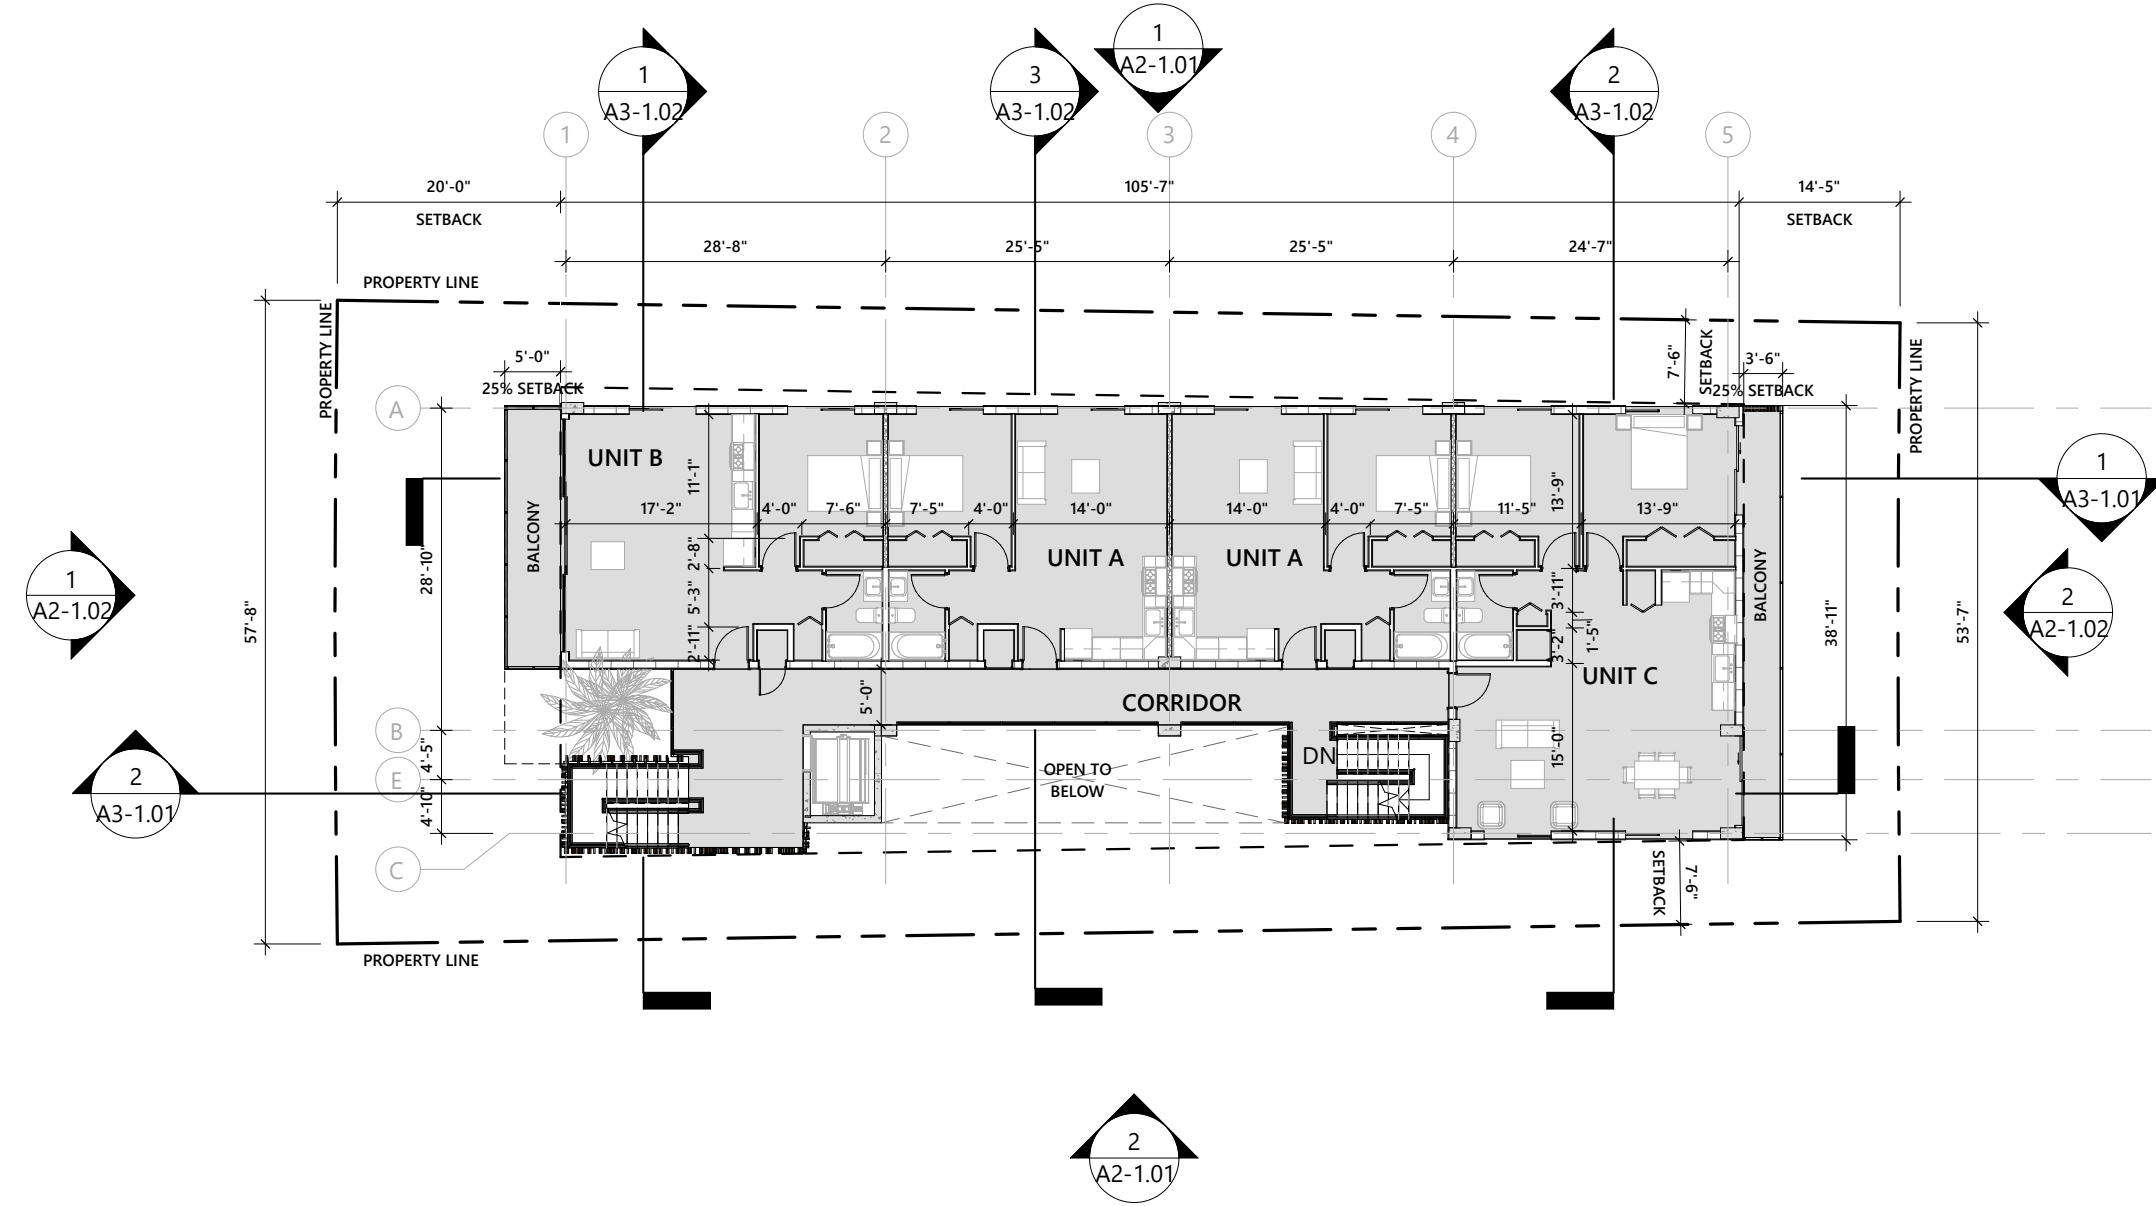 1
A2-1.01
1
A3-1.02
3
A3-1.02
2
A3-1.02
1
2
3
4
5
20'-0"
105'-7"
14'-5"
SETBACK
SETBACK
28'-8"
25'-5"
25'-5"
24'-7"
PROPERTY LINE
PROPERTY LINE
PROPERTY LINE
SETBACK
7'-6"
5'-0"
3'-6"
25% SETBACK
25% SETBACK
A
UNIT B
11'-1"
13'-9"
1
A3-1.01
17'-2"
4'-0"
7'-6"
7'-5"
4'-0"
14'-0"
14'-0"
4'-0"
7'-5"
11'-5"
13'-9"
BALCONY
28'-10"
2'-8"
UNIT A
UNIT A
BALCONY
1
A2-1.02
57'-8"
5'-3"
3'-11"
38'-11"
53'-7"
2
A2-1.02
2'-11"
3'-2"
1'-5"
UNIT C
5'-0"
CORRIDOR
B
4'-5"
DN
15'-0"
E
OPEN TO
BELOW
2
A3-1.01
4'-10"
C
SETBACK
7'-6"
PROPERTY LINE
2
A2-1.01